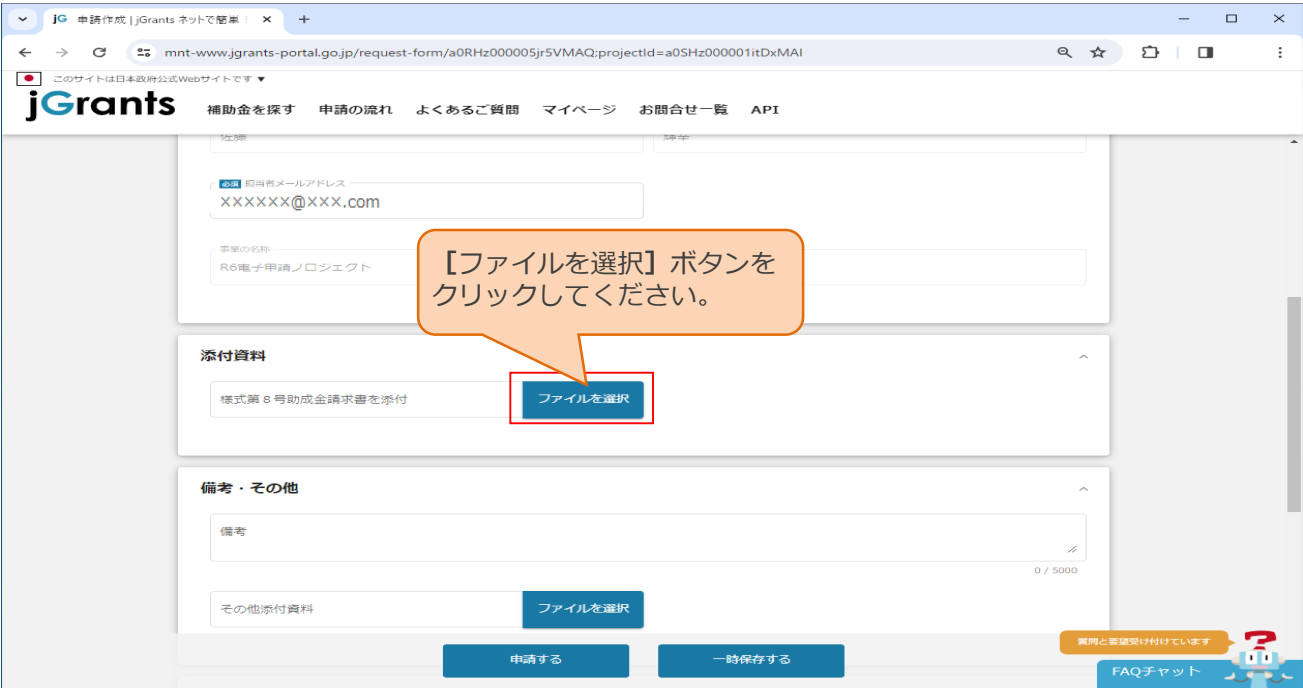 jG 申請作成 | jGrants ネットで簡単！
mnt-www.jgrants-portal.go.jp/request-form/a0RHz000005jr5VMAQ;projectId=a0SHz000001itDxMAI
このサイトは日本政府公式Webサイトです ▼
jGrants 補助金を探す 申請の流れ よくあるご質問 マイページ お問合せ一覧 API
佐藤
必須 担当者メールアドレス
××××××@×××.com
事業の名称
R6電子申請ノロシエクト
【ファイルを選択】ボタンを
クリックしてください。
添付資料
様式第８号助成金請求書を添付 ファイルを選択
備考・その他
備考
0 / 5000
その他添付資料 ファイルを選択
質問と要望受け付けています
申請する 一時保存する
FAQチャット